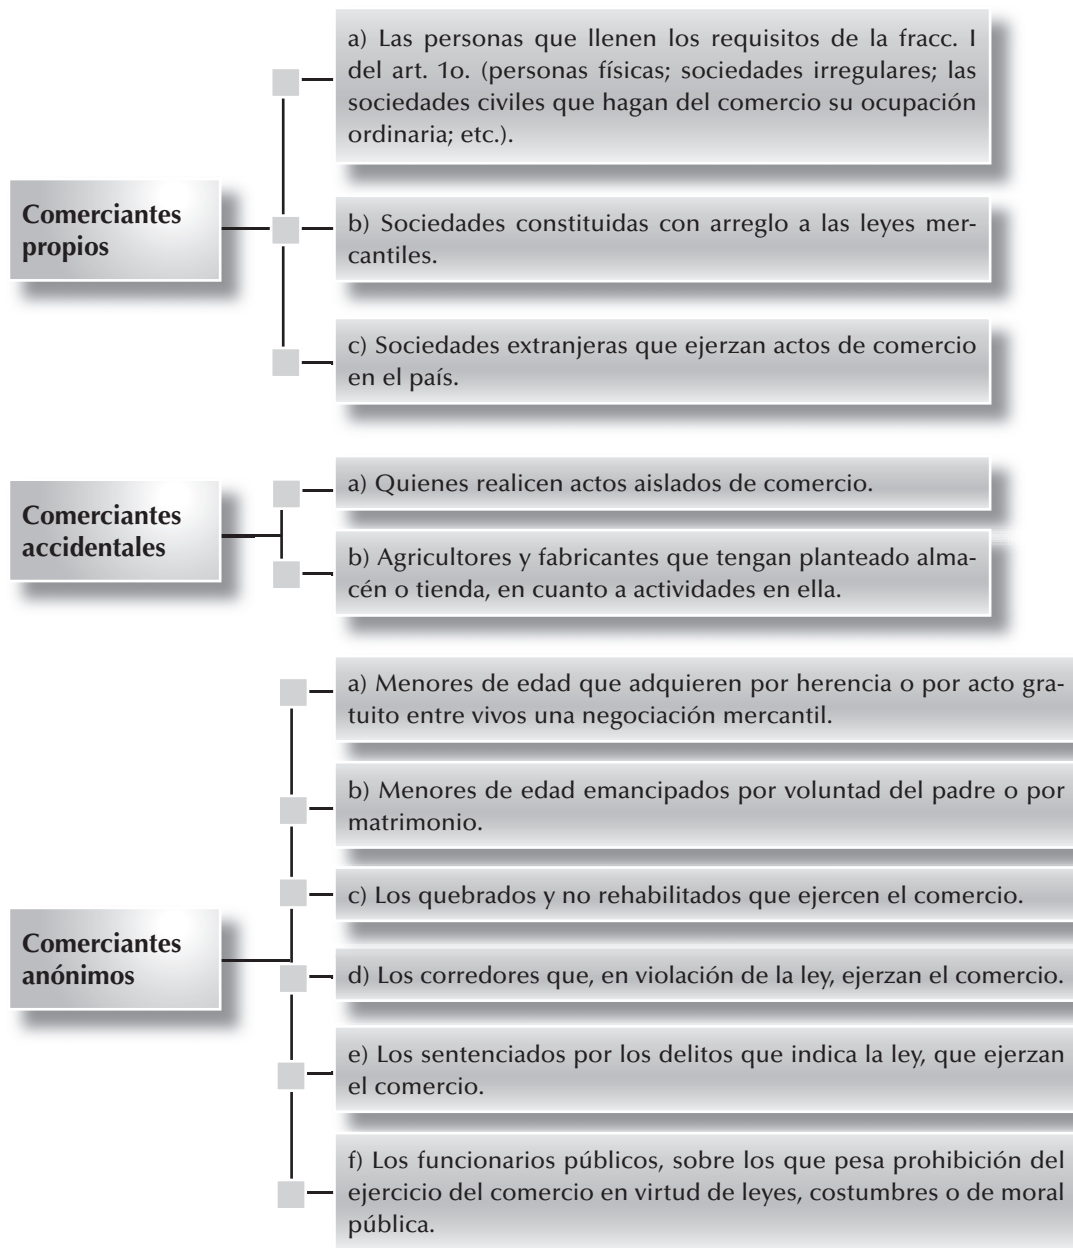 Comerciantes
propios
a) Las personas que llenen los requisitos de la fracc. I
del art. 1o. (personas físicas; sociedades irregulares; las
sociedades civiles que hagan del comercio su ocupación
ordinaria; etc.).
b) Sociedades constituidas con arreglo a las leyes mer-
cantiles.
c) Sociedades extranjeras que ejerzan actos de comercio
en el país.
Comerciantes
accidentales
a) Quienes realicen actos aislados de comercio.
b) Agricultores y fabricantes que tengan planteado alma-
cén o tienda, en cuanto a actividades en ella.
Comerciantes
anónimos
a) Menores de edad que adquieren por herencia o por acto gra-
tuito entre vivos una negociación mercantil.
b) Menores de edad emancipados por voluntad del padre o por
matrimonio.
c) Los quebrados y no rehabilitados que ejercen el comercio.
d) Los corredores que, en violación de la ley, ejerzan el comercio.
e) Los sentenciados por los delitos que indica la ley, que ejerzan
el comercio.
f) Los funcionarios públicos, sobre los que pesa prohibición del
ejercicio del comercio en virtud de leyes, costumbres o de moral
pública.